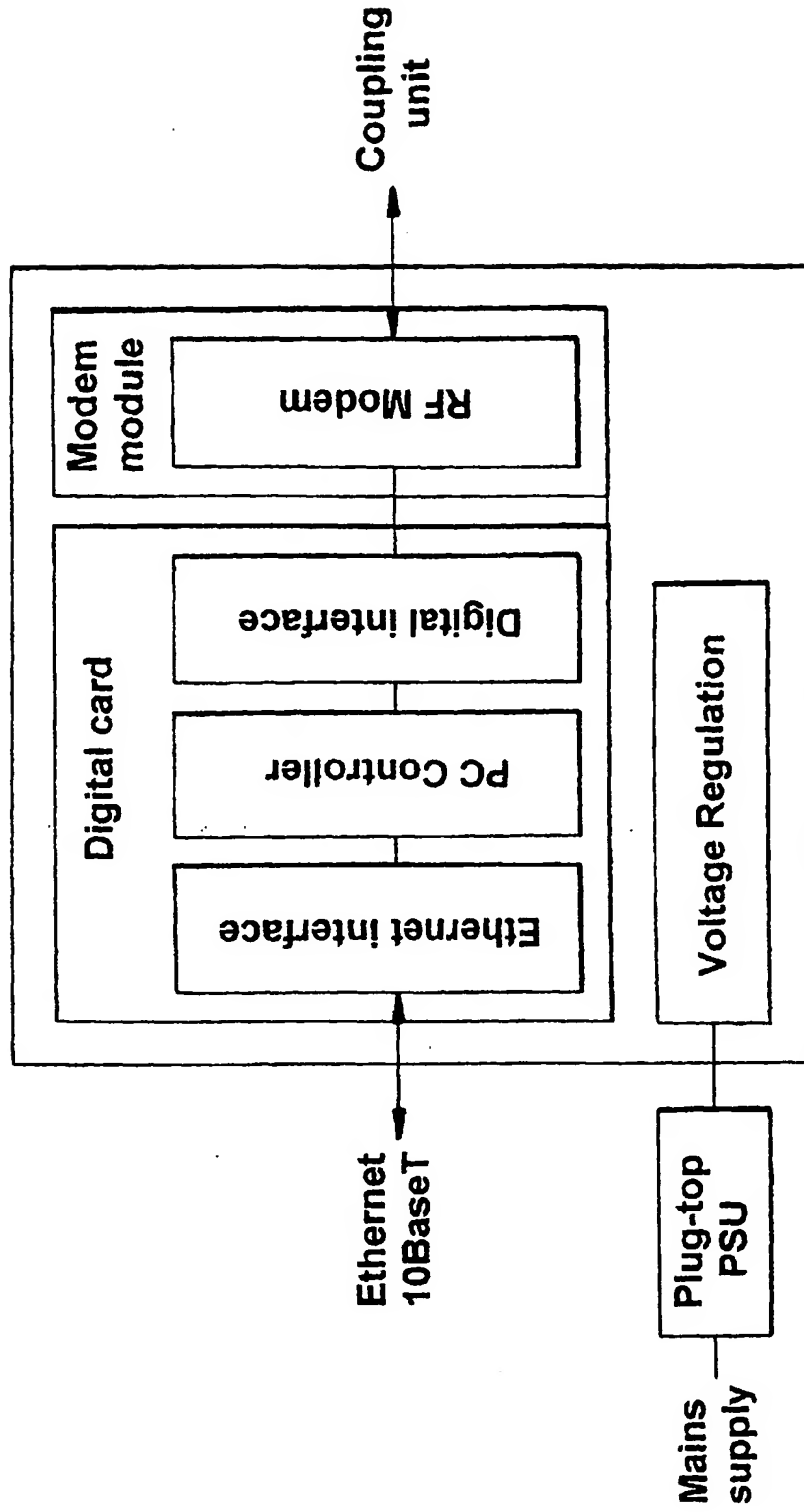 Digital card
Modem
module
Ethernet interface
PC Controller
Digital interface
RF Modem
Ethernet
10BaseT
Coupling
unit
Mains
supply
Plug-top
PSU
Voltage Regulation